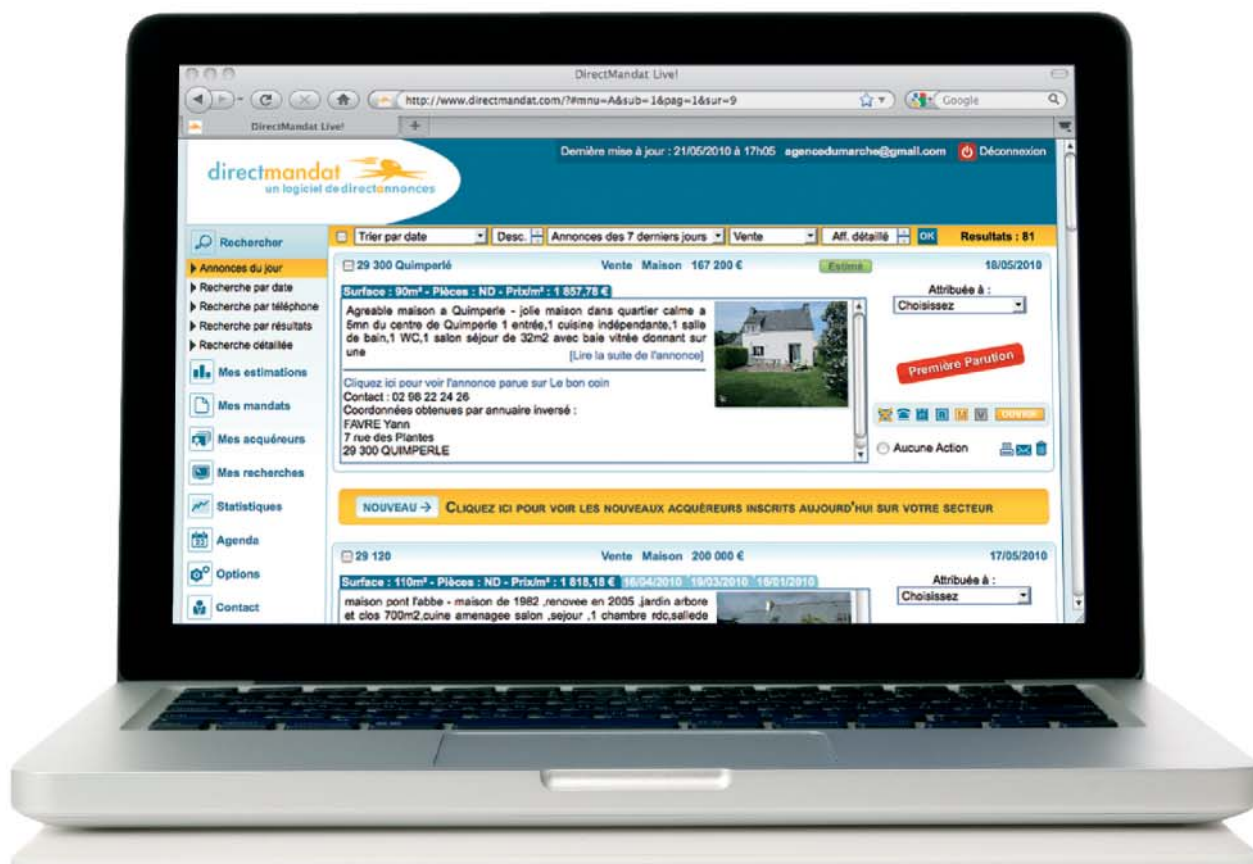 DirectMandat Live!
http://www.directmandat.com/?#mnu=A&sub=1&pag=1&sur=9
Google
DirectMandat Live!
directmandat
un logiciel de directannonces
Dernière mise à jour : 21/05/2010 à 17h05 agencedumarche@gmail.com Déconnexion
Rechercher
Trier par date Desc. Annonces des 7 derniers jours Vente Aff. détaillé OK Resultats : 81
Annonces du jour
Recherche par date
Recherche par téléphone
Recherche par résultats
Recherche détaillée
Mes estimations
Mes mandats
Mes acquéreurs
Mes recherches
Statistiques
Agenda
Options
Contact
29 300 Quimperlé Vente Maison 167 200 € Estimé 18/05/2010
Surface : 90m² - Pièces : ND - Prix/m² : 1 857,78 €
Agreable maison a Quimperle - jolie maison dans quartier calme a
5mn du centre de Quimperle 1 entrée,1 cuisine indépendante,1 salle
de bain,1 WC,1 salon séjour de 32m2 avec baie vitrée donnant sur
une [Lire la suite de l'annonce]
Cliquez ici pour voir l'annonce parue sur Le bon coin
Contact : 02 98 22 24 26
Coordonnées obtenues par annuaire inversé :
FAVRE Yann
7 rue des Plantes
29 300 QUIMPERLE
Attribuée à :
Choisissez
Première Parution
OUVRIR
Aucune Action
NOUVEAU → CLIQUEZ ICI POUR VOIR LES NOUVEAUX ACQUÉREURS INSCRITS AUJOURD'HUI SUR VOTRE SECTEUR
29 120 Vente Maison 200 000 € 17/05/2010
Surface : 110m² - Pièces : ND - Prix/m² : 1 818,18 € 16/04/2010 19/03/2010 16/01/2010
maison pont l'abbe - maison de 1982 ,renovee en 2005 ,jardin arbore
et clos 700m2,cuine amenagee salon ,sejour ,1 chambre rdc,sallede
Attribuée à :
Choisissez